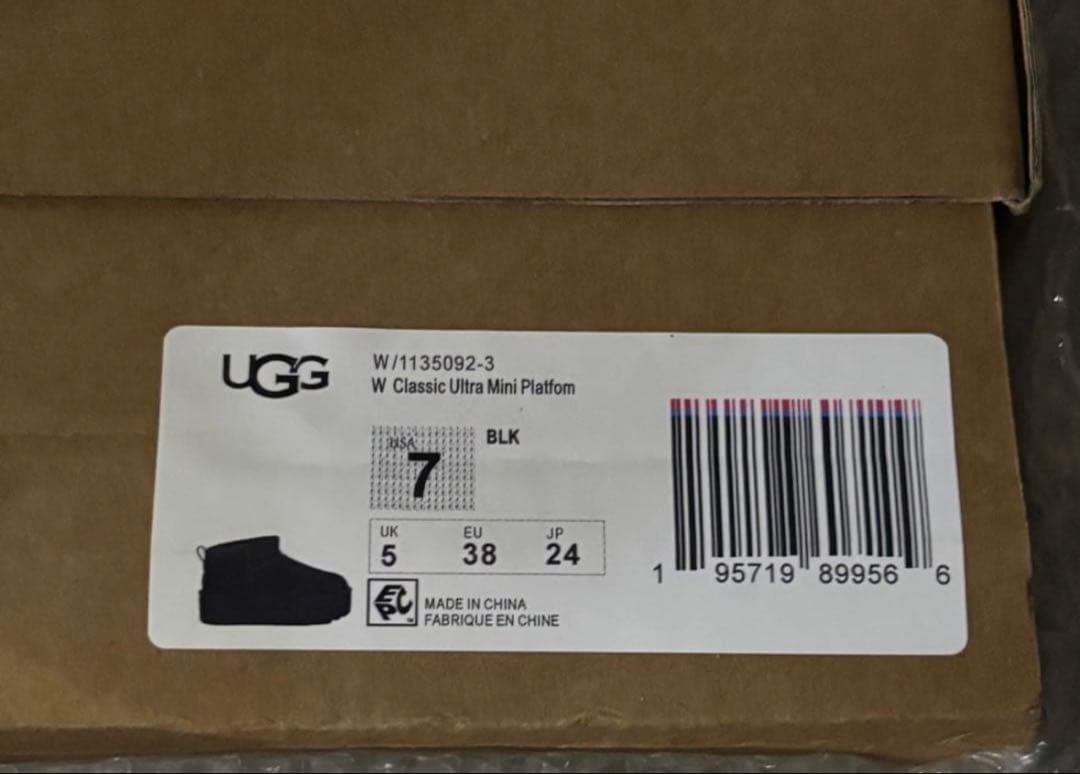 UGG
W/1135092-3
W Classic Ultra Mini Platfom
USA
7
BLK
UK EU JP
5 38 24
EPC
MADE IN CHINA
FABRIQUE EN CHINE
1 95719 89956 6